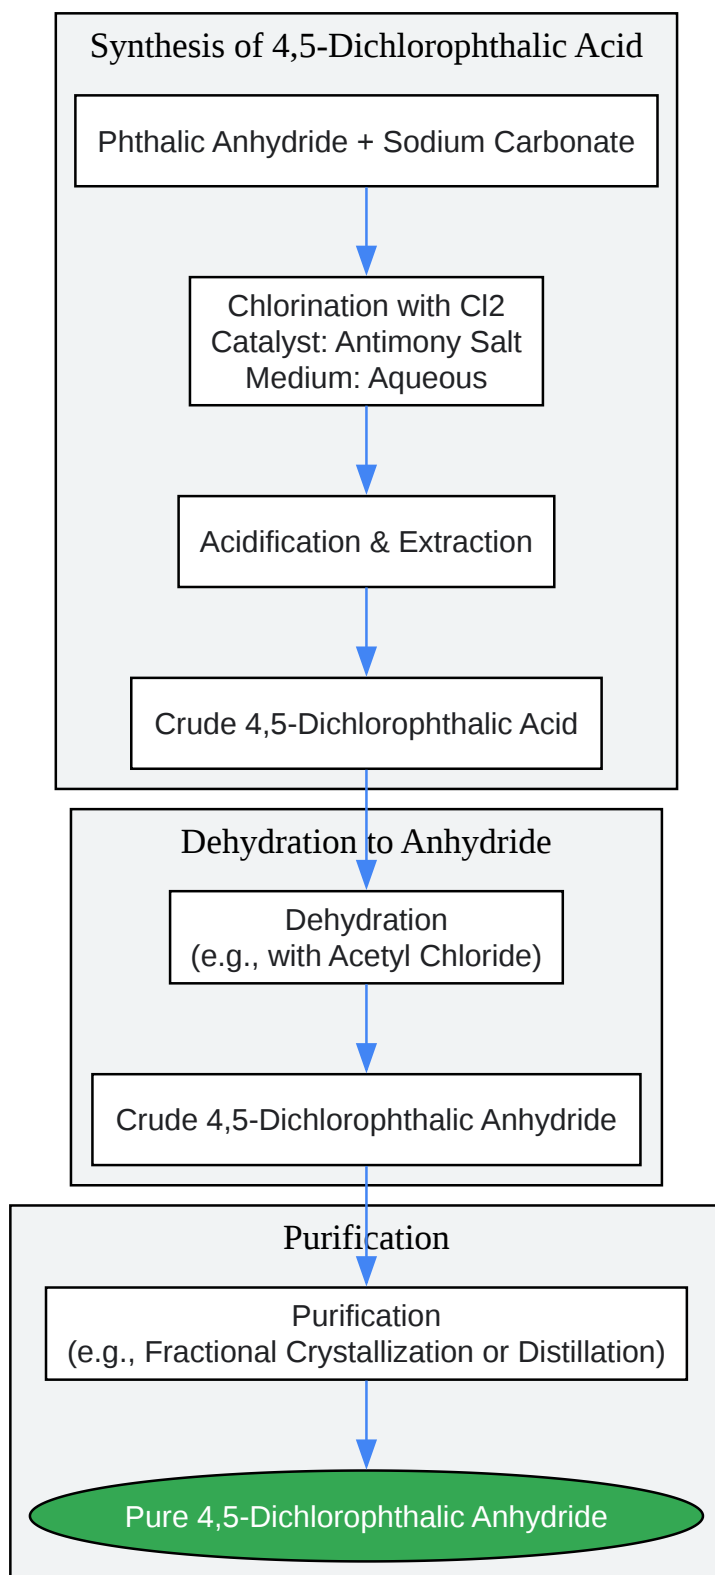 Synthesis of 4,5-Dichlorophthalic Acid
Phthalic Anhydride + Sodium Carbonate
Chlorination with Cl2
Catalyst: Antimony Salt
Medium: Aqueous
Acidification & Extraction
Crude 4,5-Dichlorophthalic Acid
Dehydration to Anhydride
Dehydration
(e.g., with Acetyl Chloride)
Crude 4,5-Dichlorophthalic Anhydride
Purification
Purification
(e.g., Fractional Crystallization or Distillation)
Pure 4,5-Dichlorophthalic Anhydride